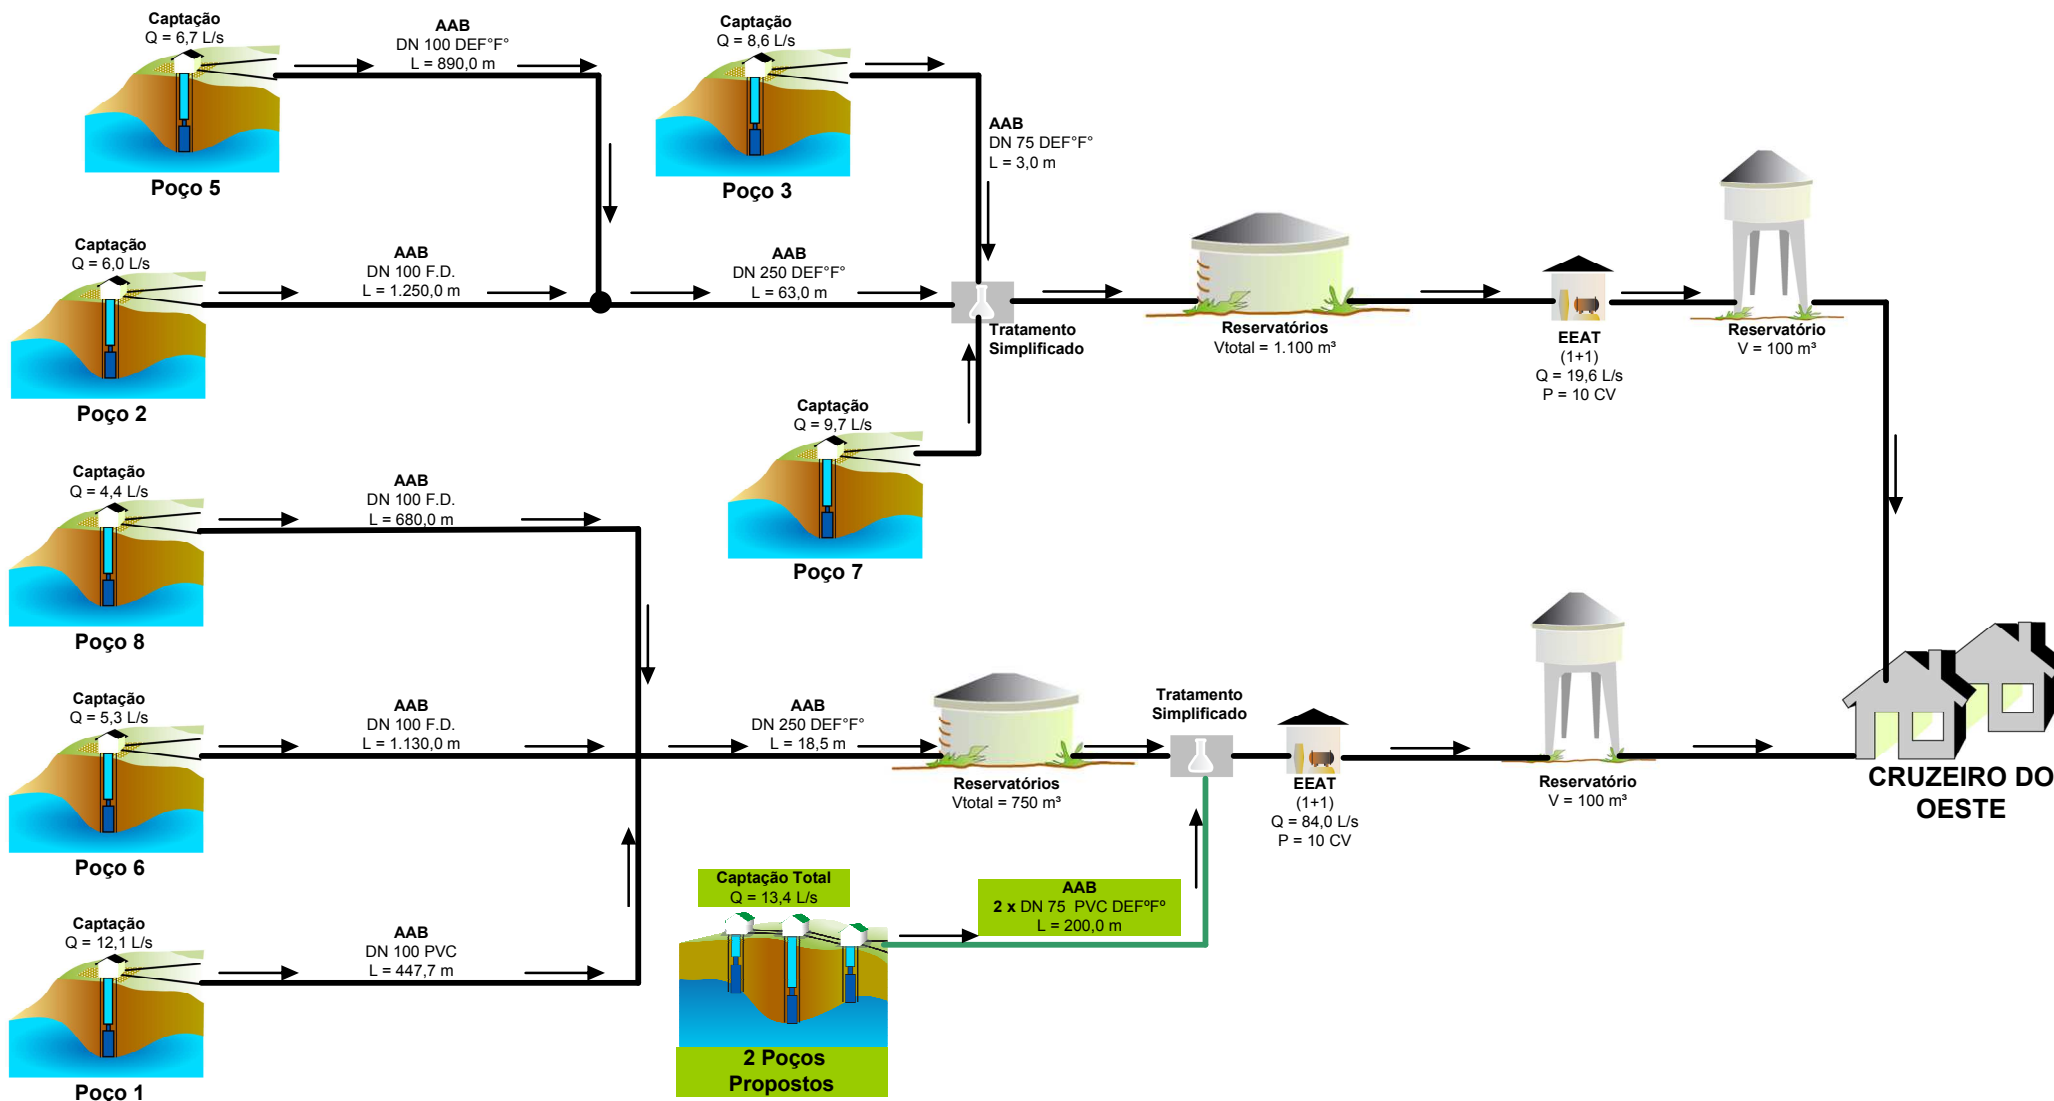 Captação
Q = 6,7 L/s
AAB
DN 100 DEF°F°
L = 890,0 m
Poço 5
Captação
Q = 8,6 L/s
AAB
DN 75 DEF°F°
L = 3,0 m
Poço 3
Captação
Q = 6,0 L/s
AAB
DN 100 F.D.
L = 1.250,0 m
AAB
DN 250 DEF°F°
L = 63,0 m
Poço 2
Tratamento
Simplificado
Reservatórios
Vtotal = 1.100 m³
EEAT
(1+1)
Q = 19,6 L/s
P = 10 CV
Reservatório
V = 100 m³
Captação
Q = 9,7 L/s
Poço 7
Captação
Q = 4,4 L/s
AAB
DN 100 F.D.
L = 680,0 m
Poço 8
Captação
Q = 5,3 L/s
AAB
DN 100 F.D.
L = 1.130,0 m
Poço 6
AAB
DN 250 DEF°F°
L = 18,5 m
Reservatórios
Vtotal = 750 m³
Tratamento
Simplificado
EEAT
(1+1)
Q = 84,0 L/s
P = 10 CV
Reservatório
V = 100 m³
CRUZEIRO DO
OESTE
Captação
Q = 12,1 L/s
AAB
DN 100 PVC
L = 447,7 m
Poço 1
Captação Total
Q = 13,4 L/s
AAB
2 x DN 75 PVC DEFºFº
L = 200,0 m
2 Poços
Propostos